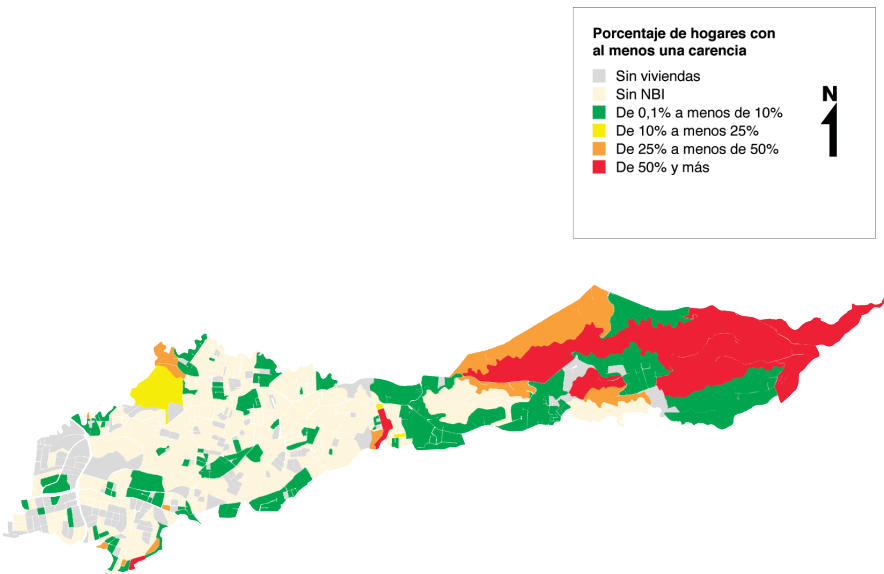 Porcentaje de hogares con
al menos una carencia
Sin viviendas
Sin NBI
De 0,1% a menos de 10%
De 10% a menos 25%
De 25% a menos de 50%
De 50% y más
N